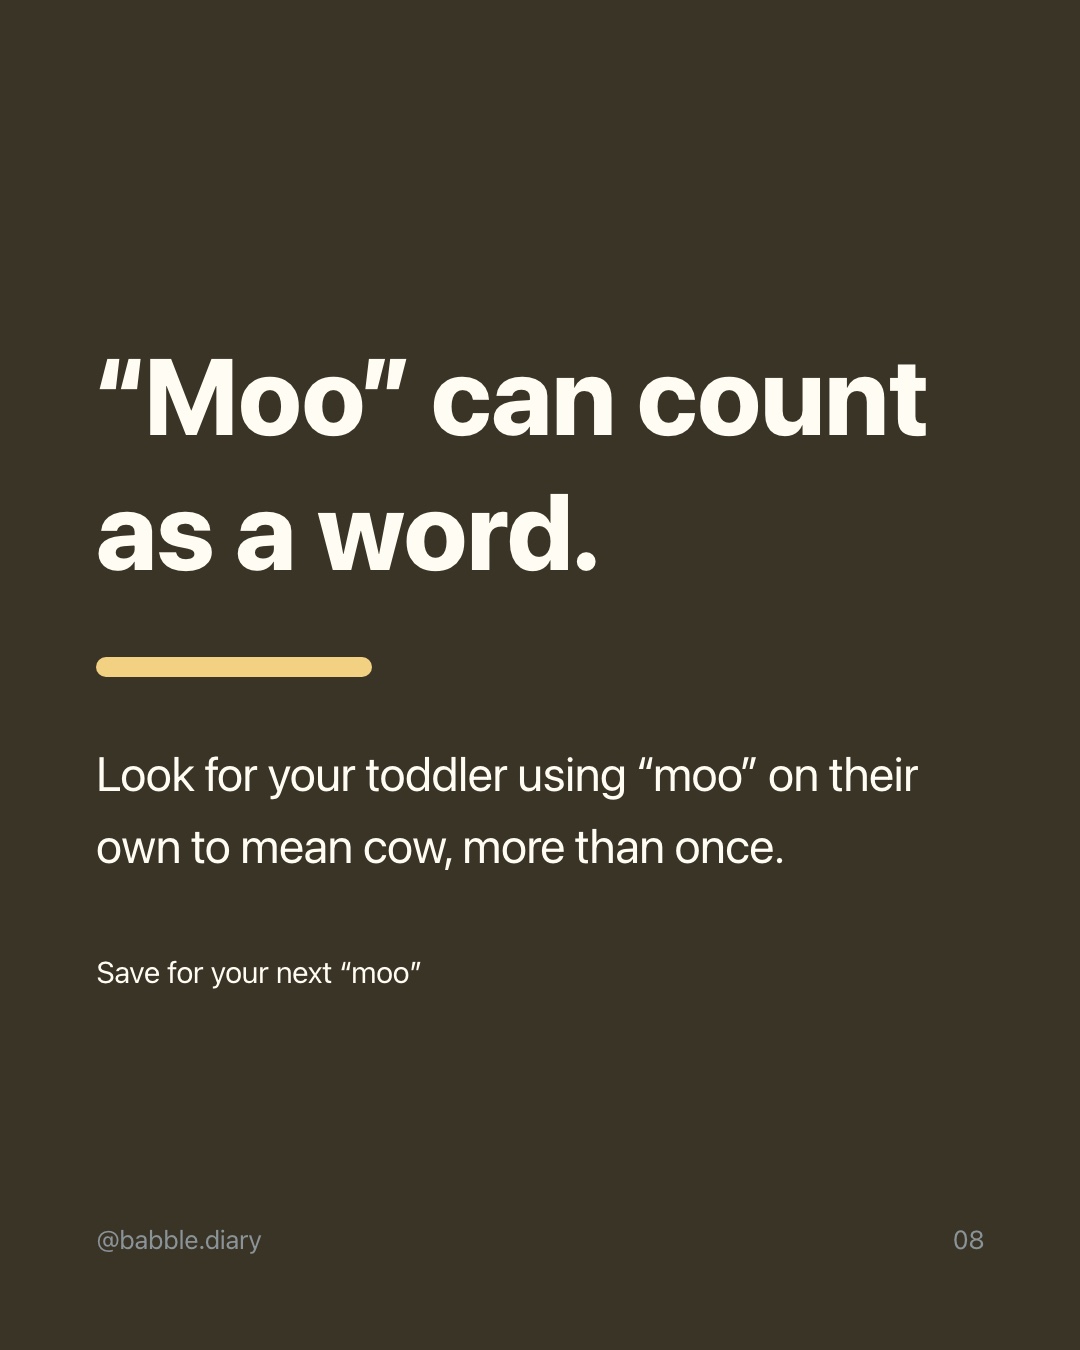 “Moo” can count
as a word.
Look for your toddler using “moo” on their
own to mean cow, more than once.
Save for your next “moo”
@babble.diary
08